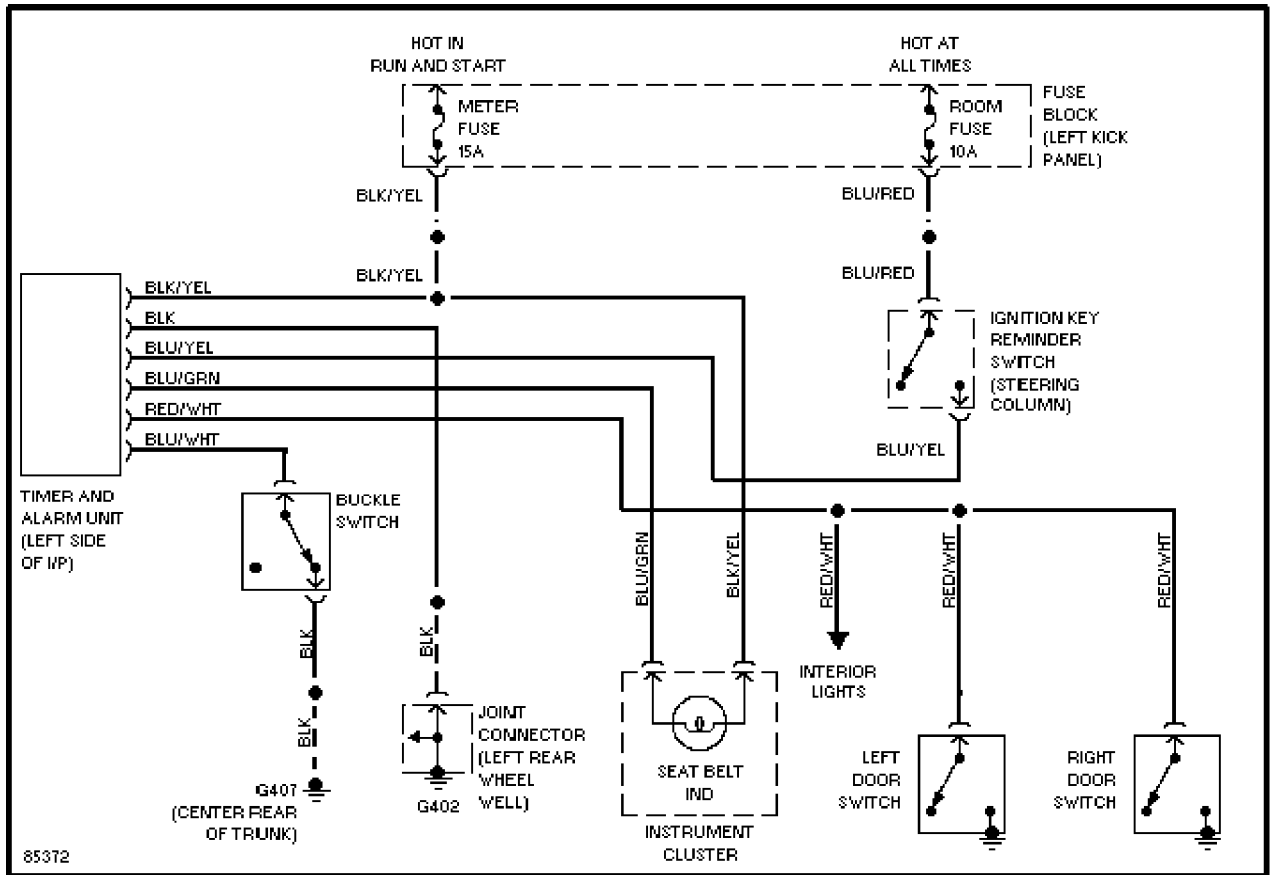 HOT IN
RUN AND START
HOT AT
ALL TIMES
METER
FUSE
15A
ROOM
FUSE
10A
FUSE
BLOCK
(LEFT KICK
PANEL)
BLK/YEL
BLU/RED
BLK/YEL
BLU/RED
BLK/YEL
BLK
BLU/YEL
BLU/GRN
RED/WHT
BLU/WHT
IGNITION KEY
REMINDER
SWITCH
(STEERING
COLUMN)
BLU/YEL
TIMER AND
ALARM UNIT
(LEFT SIDE
OF I/P)
BUCKLE
SWITCH
BLU/GRN
BLK/YEL
RED/WHT
RED/WHT
RED/WHT
BLK
BLK
BLK
INTERIOR
LIGHTS
JOINT
CONNECTOR
(LEFT REAR
WHEEL
WELL)
G402
G407
(CENTER REAR
OF TRUNK)
SEAT BELT
IND
INSTRUMENT
CLUSTER
LEFT
DOOR
SWITCH
RIGHT
DOOR
SWITCH
85372